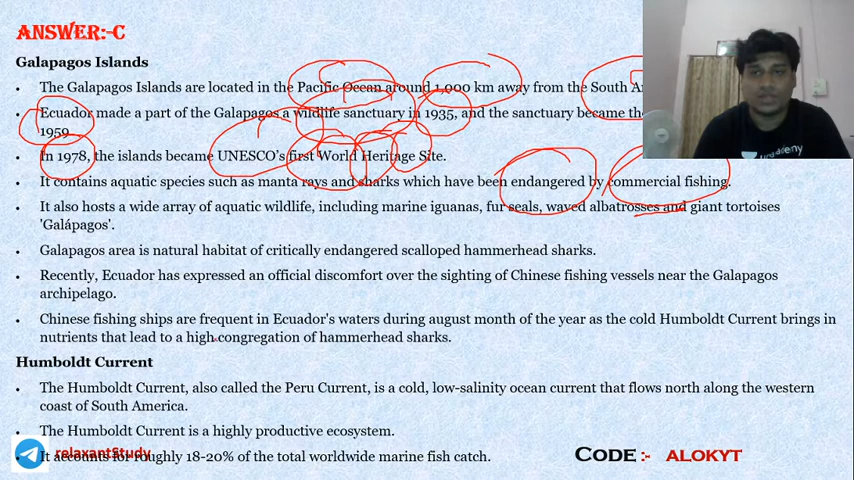 ANSWER:-C
Galapagos Islands
• The Galapagos Islands are located in the Pacific Ocean around 1,000 km away from the South
• Ecuador made a part of the Galapagos a wildlife sanctuary in 1935, and the sanctuary became the
1959.
• In 1978, the islands became UNESCO's first World Heritage Site.
• It contains aquatic species such as manta rays and sharks which have been endangered by commercial fishing.
• It also hosts a wide array of aquatic wildlife, including marine iguanas, fur seals, waved albatrosses and giant tortoises
'Galápagos'.
• Galapagos area is natural habitat of critically endangered scalloped hammerhead sharks.
• Recently, Ecuador has expressed an official discomfort over the sighting of Chinese fishing vessels near the Galapagos
archipelago.
• Chinese fishing ships are frequent in Ecuador's waters during august month of the year as the cold Humboldt Current brings in
nutrients that lead to a high congregation of hammerhead sharks.
Humboldt Current
• The Humboldt Current, also called the Peru Current, is a cold, low-salinity ocean current that flows north along the western
coast of South America.
• The Humboldt Current is a highly productive ecosystem.
• It accounts for roughly 18-20% of the total worldwide marine fish catch.
relaxantStudy
CODE :- ALOKYT